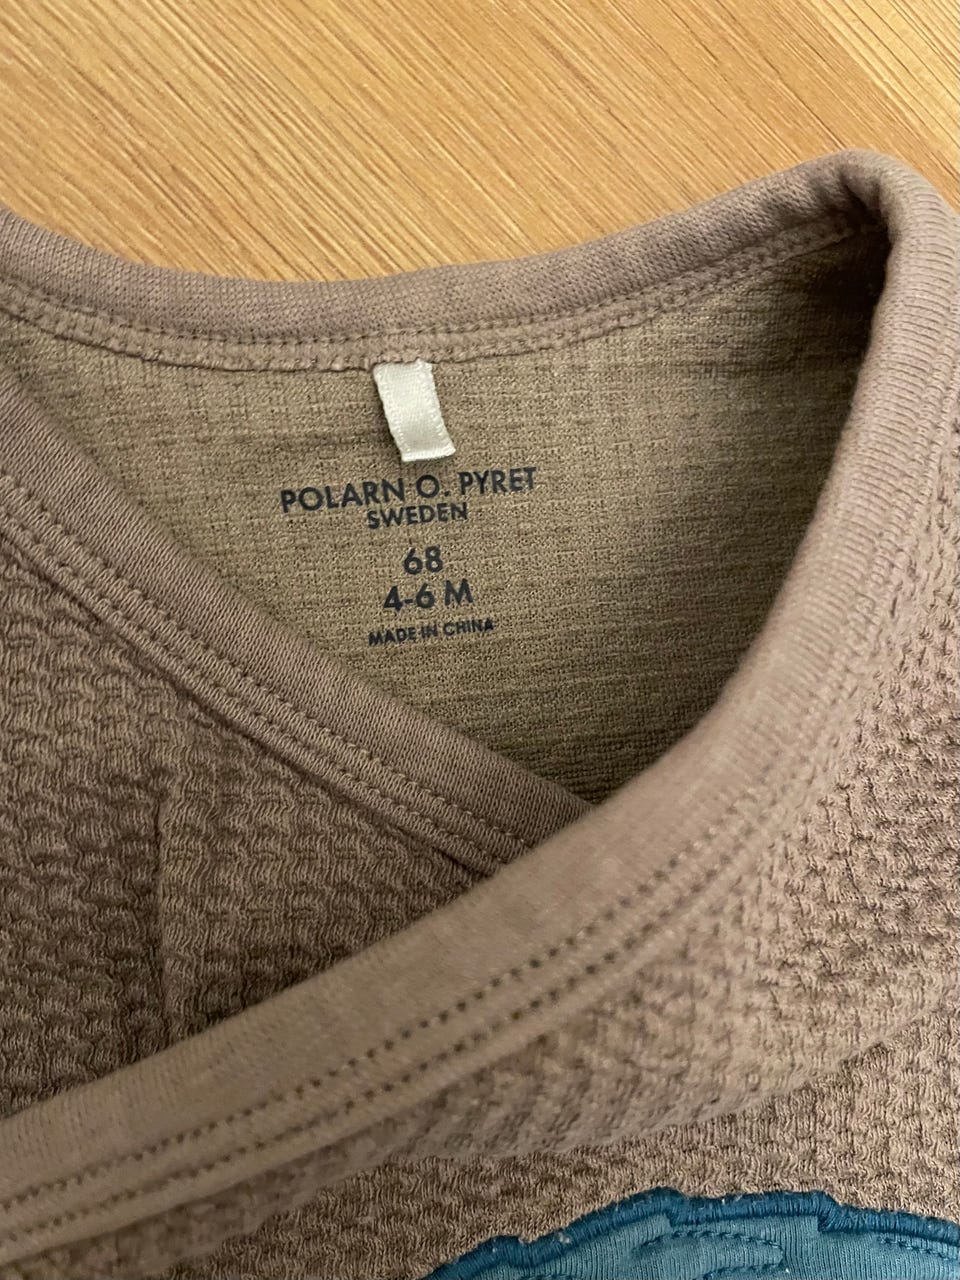 POLARN O. PYRET
SWEDEN
68
4-6 M
MADE IN CHINA